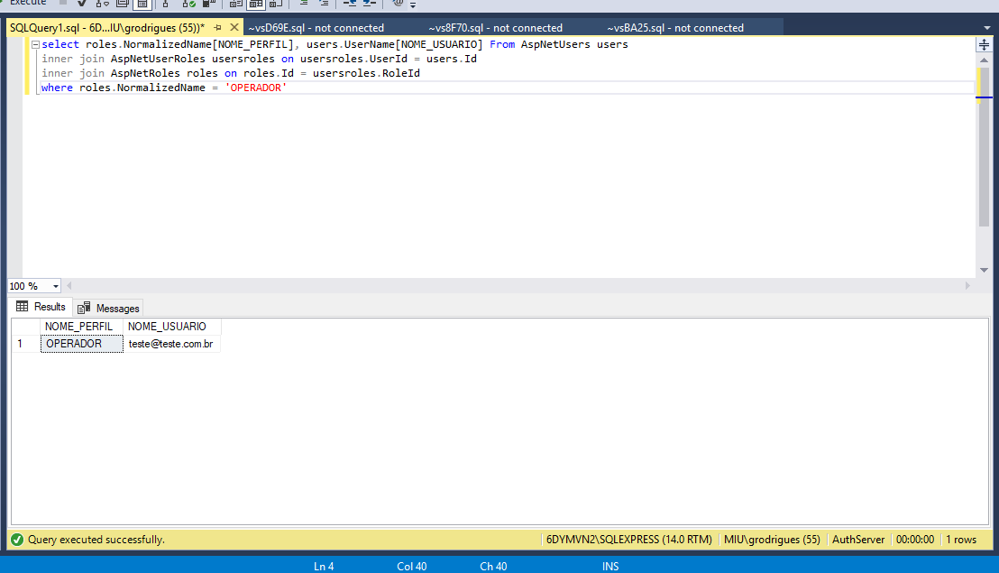 Execute
SQLQuery1.sql - 6D...IU\grodrigues (55))*
~vsD69E.sql - not connected
~vs8F70.sql - not connected
~vsBA25.sql - not connected
select roles.NormalizedName[NOME_PERFIL], users.UserName[NOME_USUARIO] From AspNetUsers users
inner join AspNetUserRoles usersroles on usersroles.UserId = users.Id
inner join AspNetRoles roles on roles.Id = usersroles.RoleId
where roles.NormalizedName = 'OPERADOR'
100 %
Results
Messages
NOME_PERFIL NOME_USUARIO
1 OPERADOR teste@teste.com.br
Query executed successfully.
6DYMVN2\SQLEXPRESS (14.0 RTM)
MIU\grodrigues (55)
AuthServer
00:00:00
1 rows
Ln 4
Col 40
Ch 40
INS